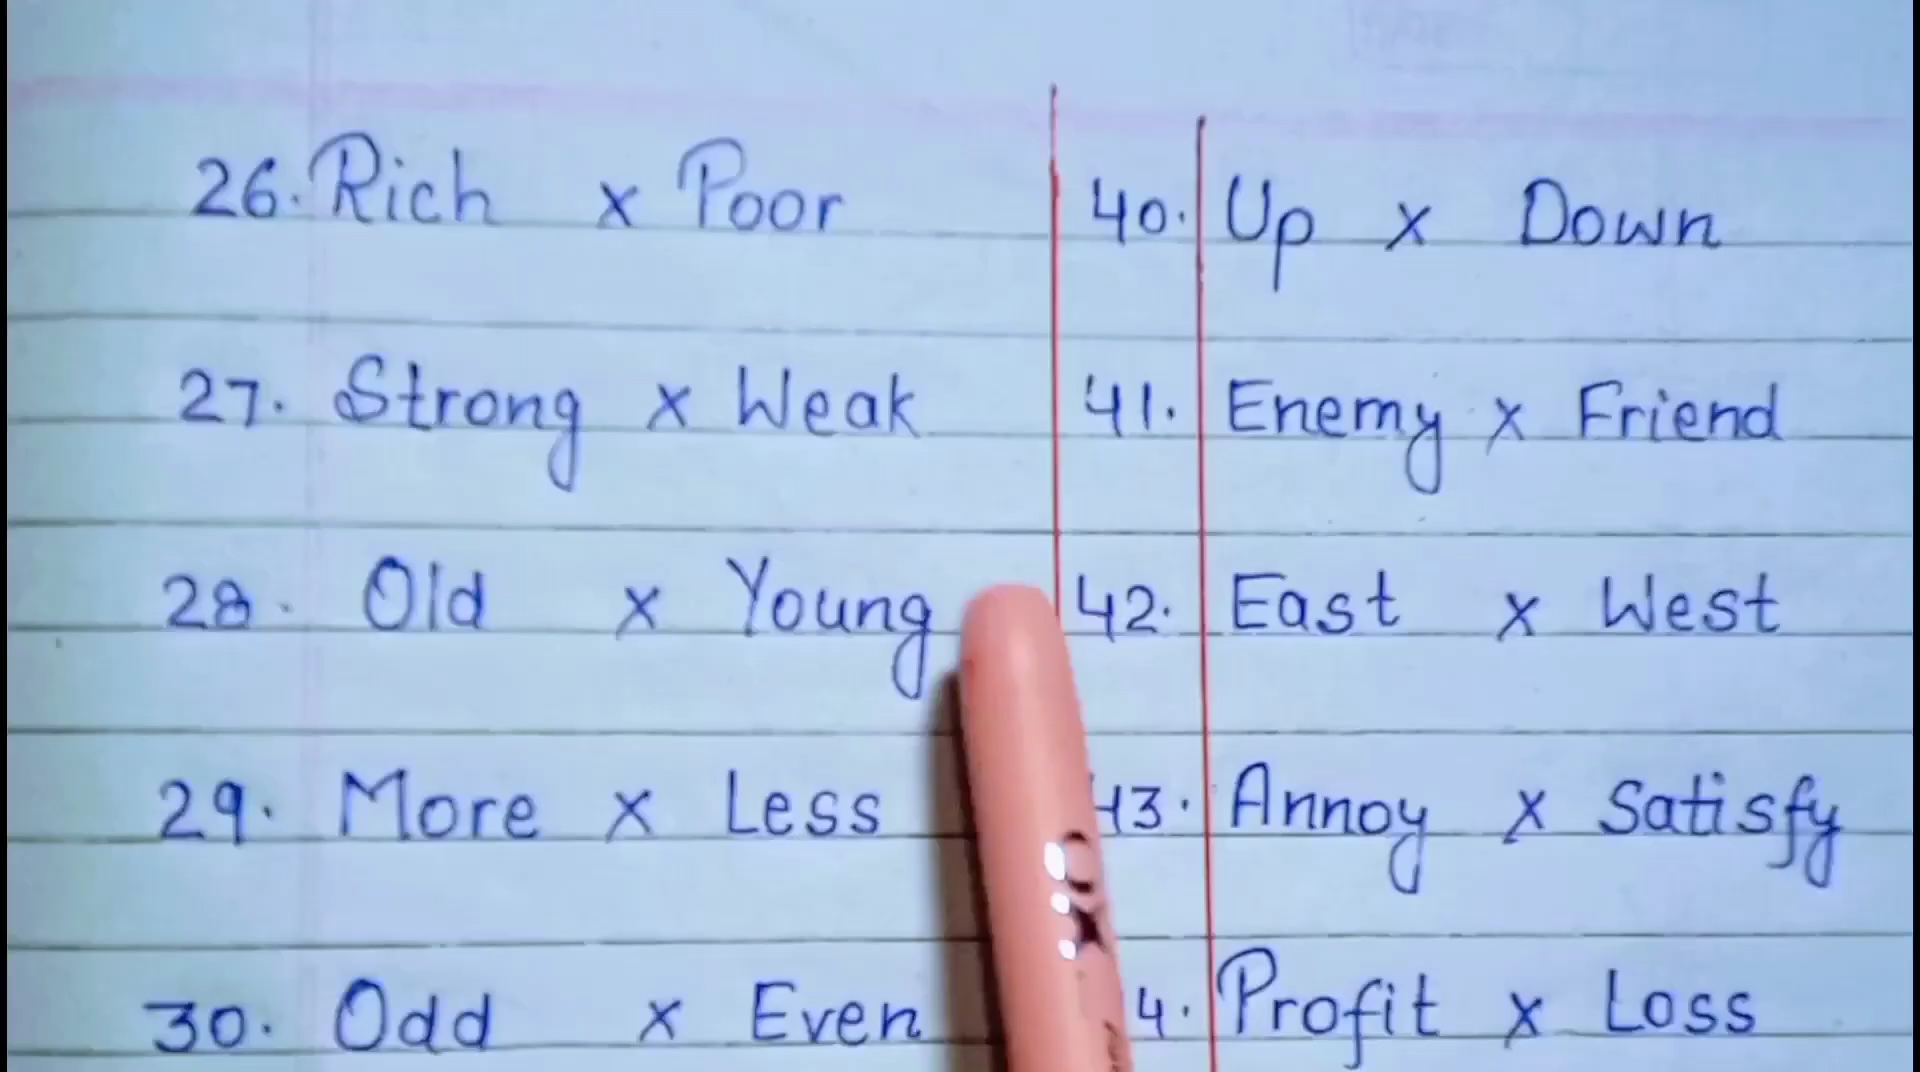 26. Rich x Poor
27. Strong x Weak
28. Old x Young
29. More x Less
30. Odd x Even
40. Up x Down
41. Enemy x Friend
42. East x West
43. Annoy x Satisfy
4. Profit x Loss